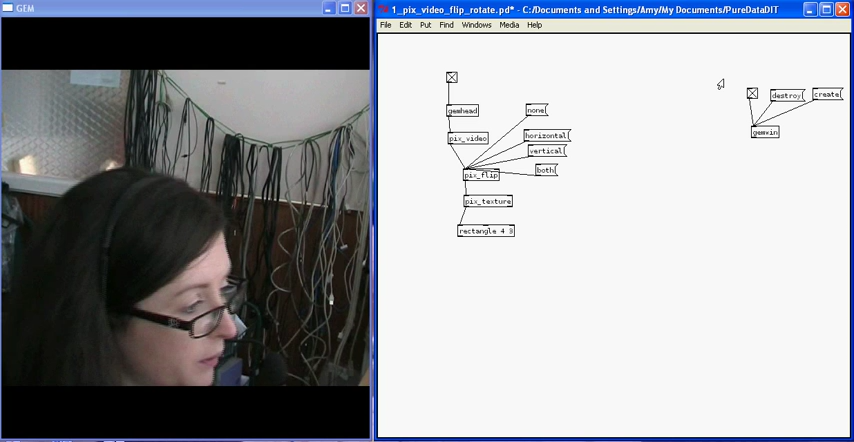 GEM
1_pix_video_flip_rotate.pd* - C:/Documents and Settings/Amy/My Documents/PureDataDIT
File Edit Put Find Windows Media Help
gemhead
pix_video
none
horizontal
vertical
both
pix_flip
pix_texture
rectangle 4 3
destroy
create
gemwin